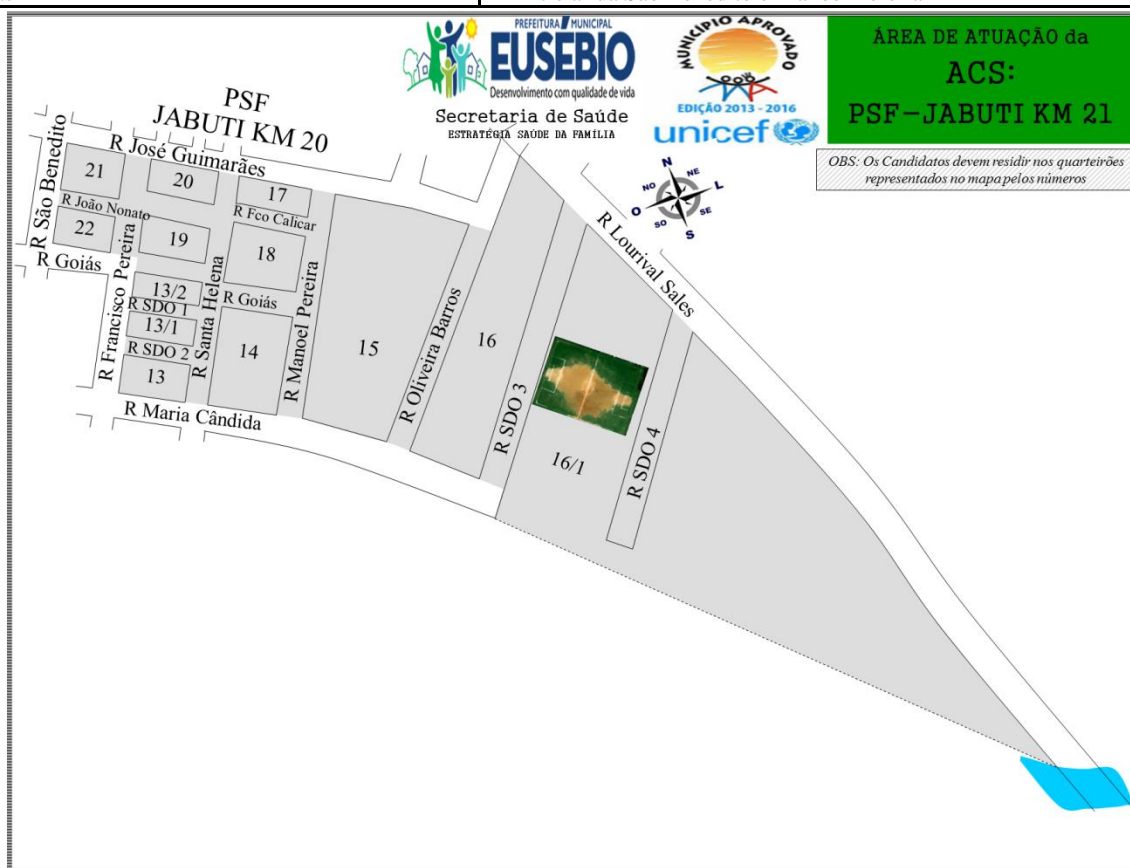 PREFEITURA MUNICIPAL
EUSÉBIO
Desenvolvimento com qualidade de vida
Secretaria de Saúde
ESTRATÉGIA SAÚDE DA FAMÍLIA
MUNICÍPIO APROVADO
EDIÇÃO 2013 - 2016
unicef
ÁREA DE ATUAÇÃO da
ACS:
PSF-JABUTI KM 21
OBS: Os Candidatos devem residir nos quarteirões
representados no mapa pelos números
N
NE
L
SE
S
SO
O
NO
PSF
JABUTI KM 20
R José Guimarães
R São Benedito
21
20
17
R João Nonato
R Fco Calicar
22
19
18
R Goiás
R Francisco Pereira
13/2
R SDO 1
13/1
R SDO 2
13
R Santa Helena
R Goiás
14
R Manoel Pereira
15
R Oliveira Barros
16
R SDO 3
16/1
R SDO 4
R Lourival Sales
R Maria Cândida